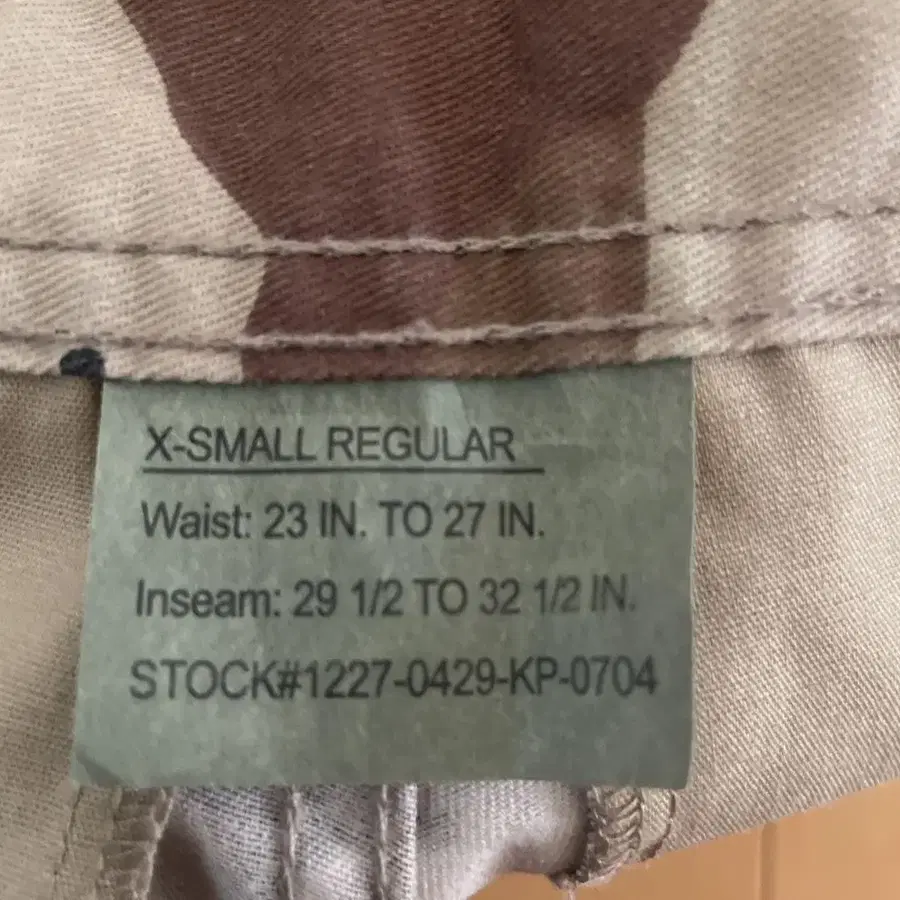 X-SMALL REGULAR
Waist: 23 IN. TO 27 IN.
Inseam: 29 1/2 TO 32 1/2 IN.
STOCK#1227-0429-KP-0704